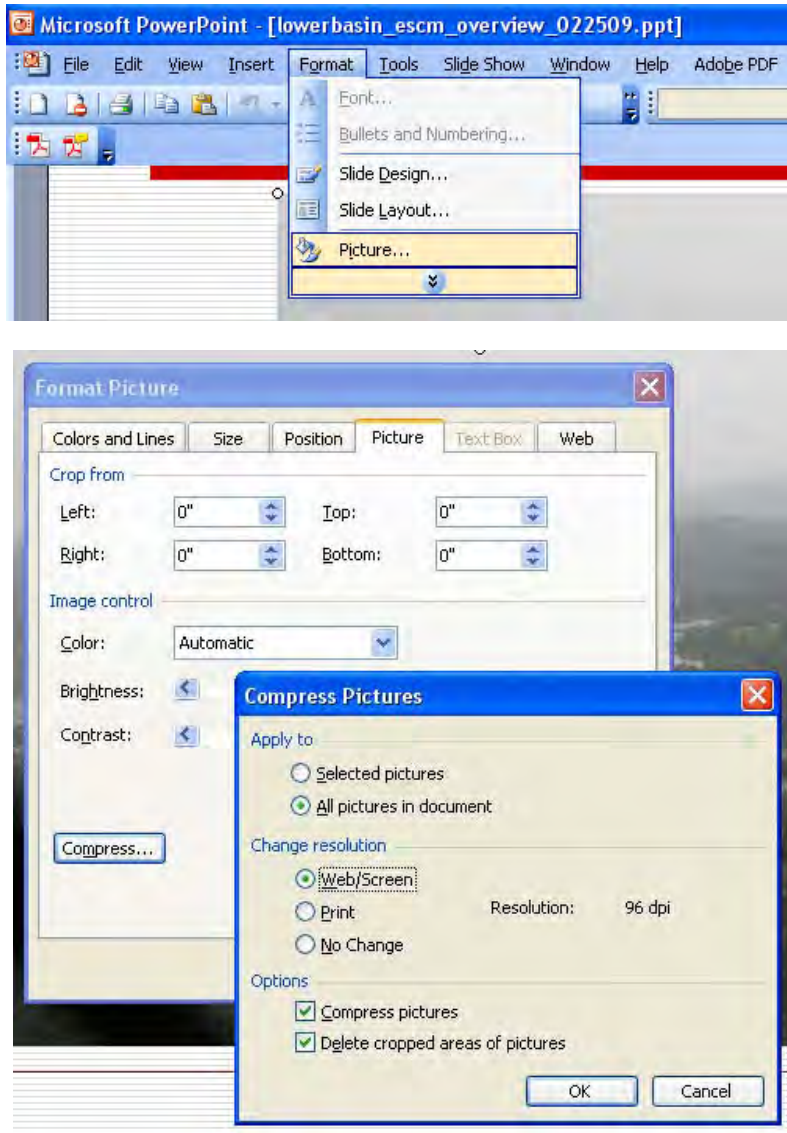 Microsoft PowerPoint - [lowerbasin_escm_overview_022509.ppt]
File Edit View Insert Format Tools Slide Show Window Help Adobe PDF
Font...
Bullets and Numbering...
Slide Design...
Slide Layout...
Picture...
Format Picture
Colors and Lines Size Position Picture Text Box Web
Crop from
Left: 0" Top: 0"
Right: 0" Bottom: 0"
Image control
Color: Automatic
Brightness:
Contrast:
Compress...
Compress Pictures
Apply to
Selected pictures
All pictures in document
Change resolution
Web/Screen
Print Resolution: 96 dpi
No Change
Options
Compress pictures
Delete cropped areas of pictures
OK Cancel